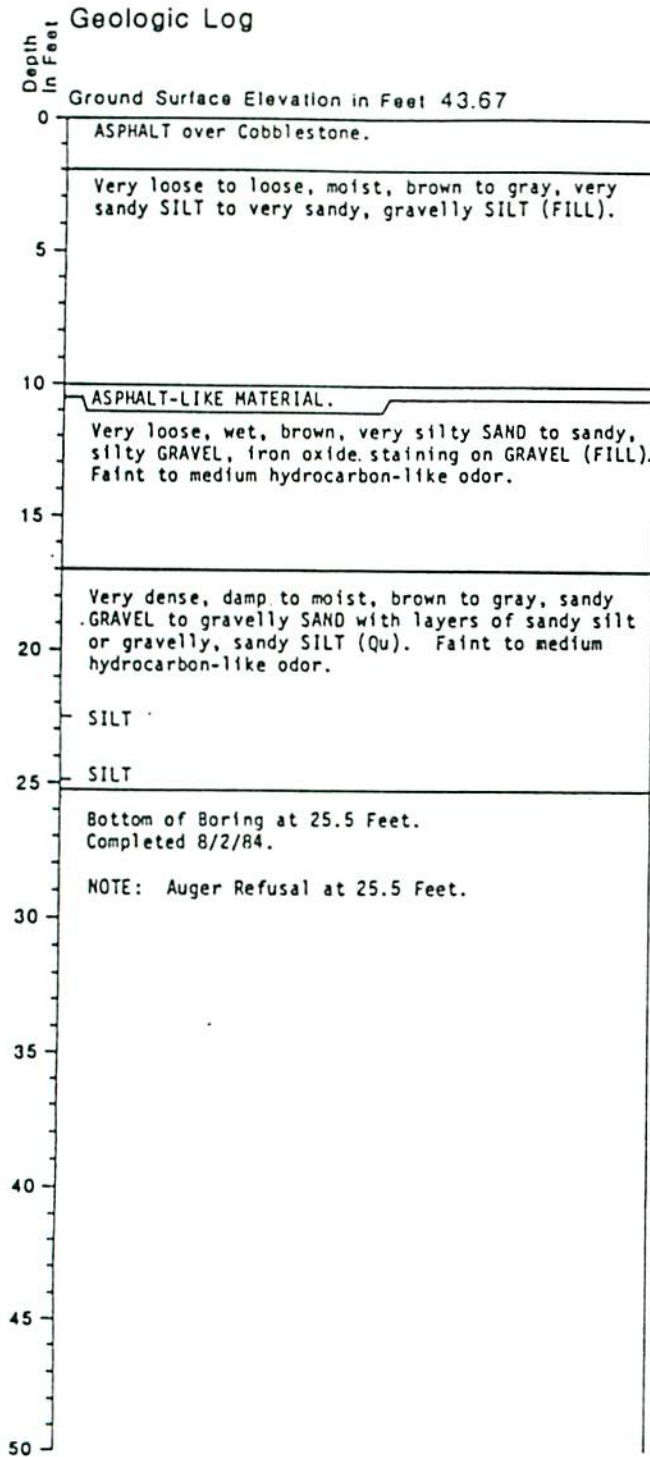 Geologic Log
Depth
In Feet
Ground Surface Elevation in Feet 43.67
0
ASPHALT over Cobblestone.
Very loose to loose, moist, brown to gray, very
sandy SILT to very sandy, gravelly SILT (FILL).
5
10
ASPHALT-LIKE MATERIAL.
Very loose, wet, brown, very silty SAND to sandy,
silty GRAVEL, iron oxide staining on GRAVEL (FILL).
Faint to medium hydrocarbon-like odor.
15
Very dense, damp to moist, brown to gray, sandy
GRAVEL to gravelly SAND with layers of sandy silt
or gravelly, sandy SILT (Qu). Faint to medium
hydrocarbon-like odor.
20
SILT
SILT
25
Bottom of Boring at 25.5 Feet.
Completed 8/2/84.
NOTE: Auger Refusal at 25.5 Feet.
30
35
40
45
50